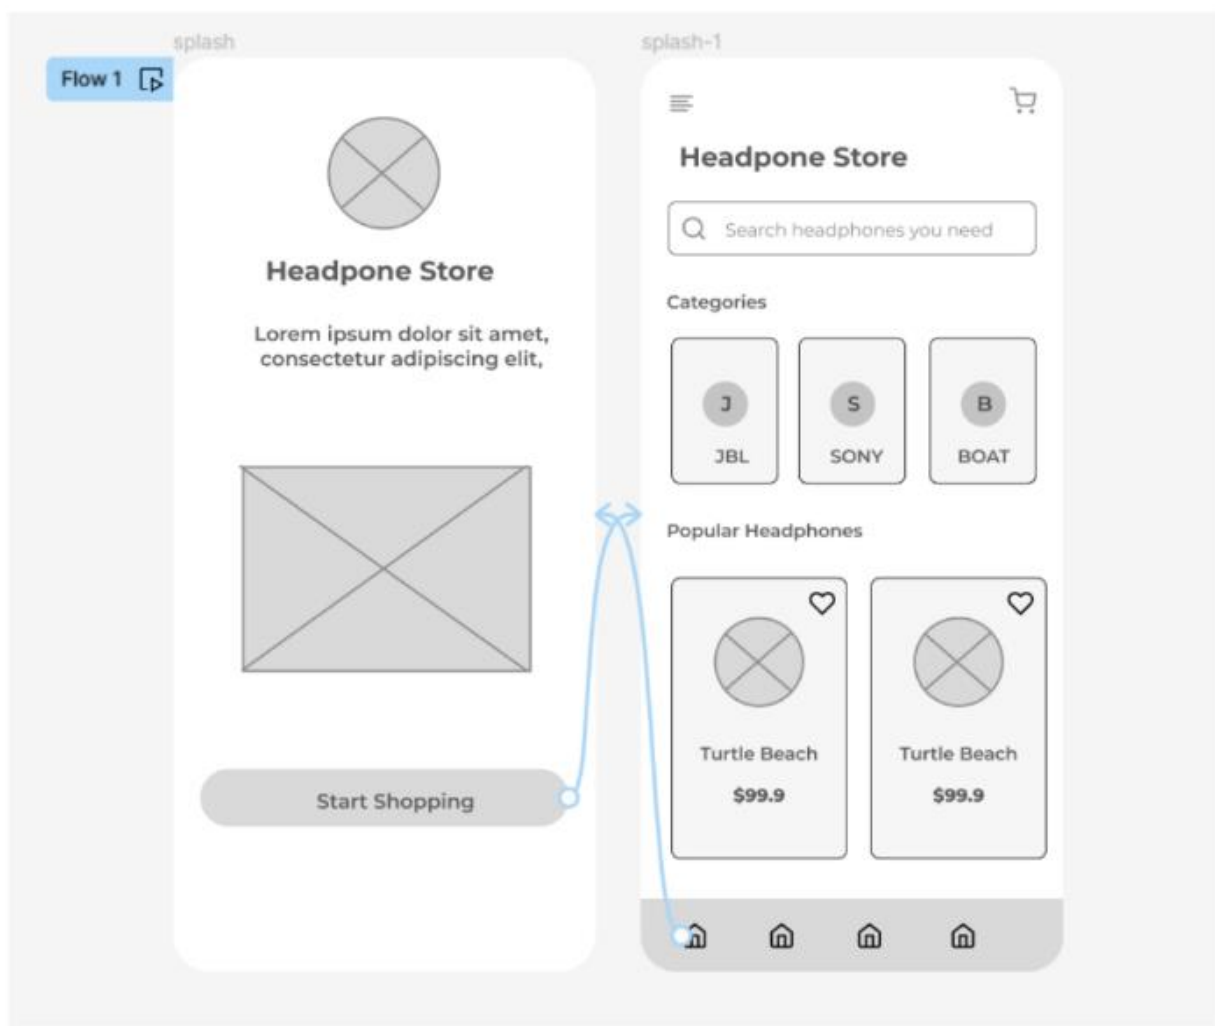 splash
Flow 1
Headpone Store
Lorem ipsum dolor sit amet,
consectetur adipiscing elit,
Start Shopping
splash-1
Headpone Store
Search headphones you need
Categories
J
JBL
S
SONY
B
BOAT
Popular Headphones
Turtle Beach
$99.9
Turtle Beach
$99.9